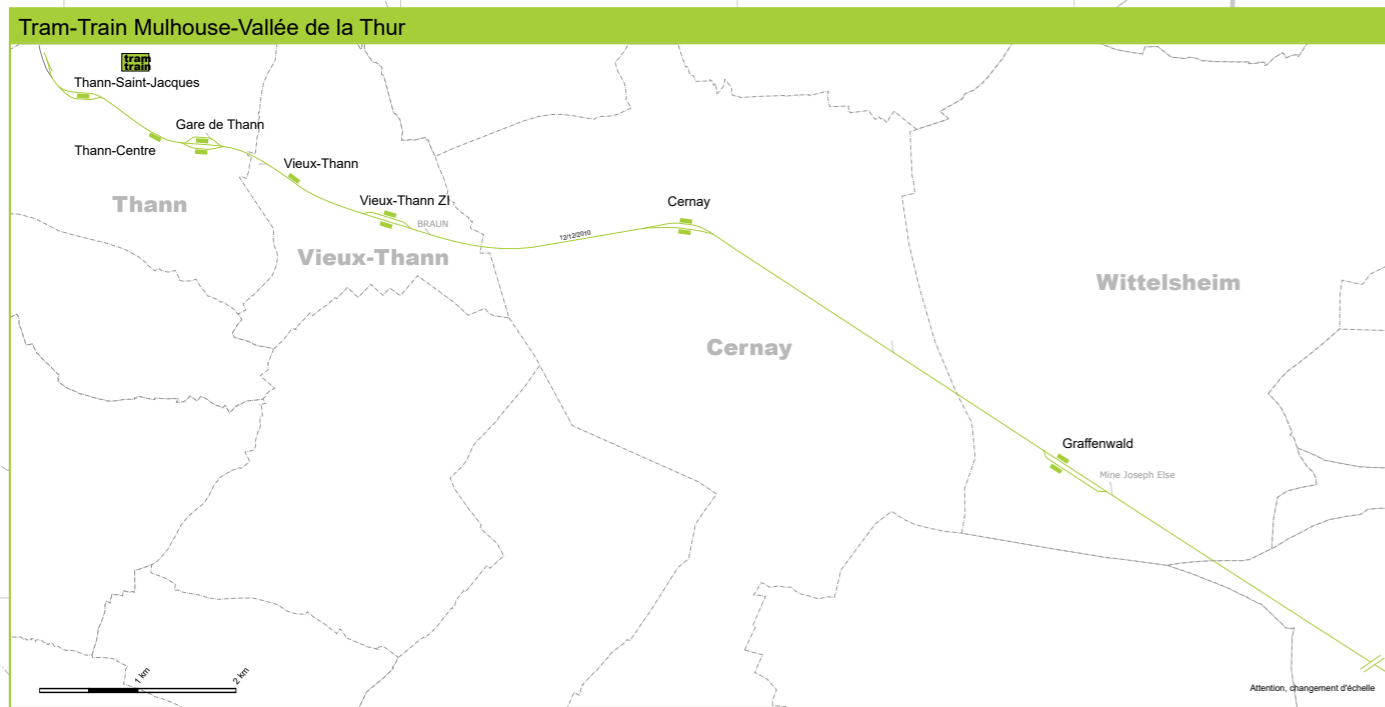 Tram-Train Mulhouse-Vallée de la Thur
tram
train
Thann-Saint-Jacques
Gare de Thann
Thann-Centre
Vieux-Thann
Thann
Vieux-Thann ZI
BRAUN
Cernay
12/12/2010
Vieux-Thann
Wittelsheim
Cernay
Graffenwald
Mine Joseph Else
1 km
2 km
Attention, changement d'échelle